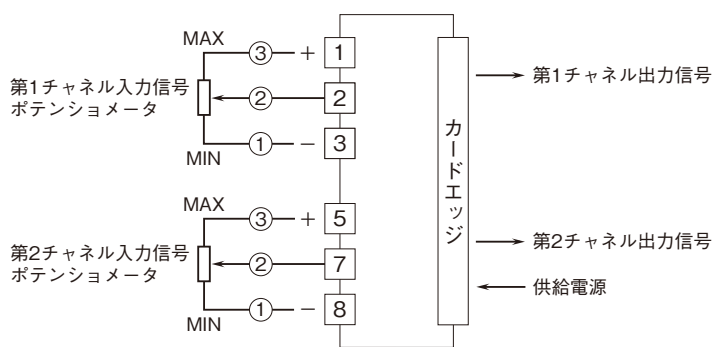 MAX
③ + 1
第1チャネル入力信号
ポテンショメータ
② 2
① − 3
MIN
MAX
③ + 5
第2チャネル入力信号
ポテンショメータ
② 7
① − 8
MIN
カードエッジ
第1チャネル出力信号
第2チャネル出力信号
供給電源